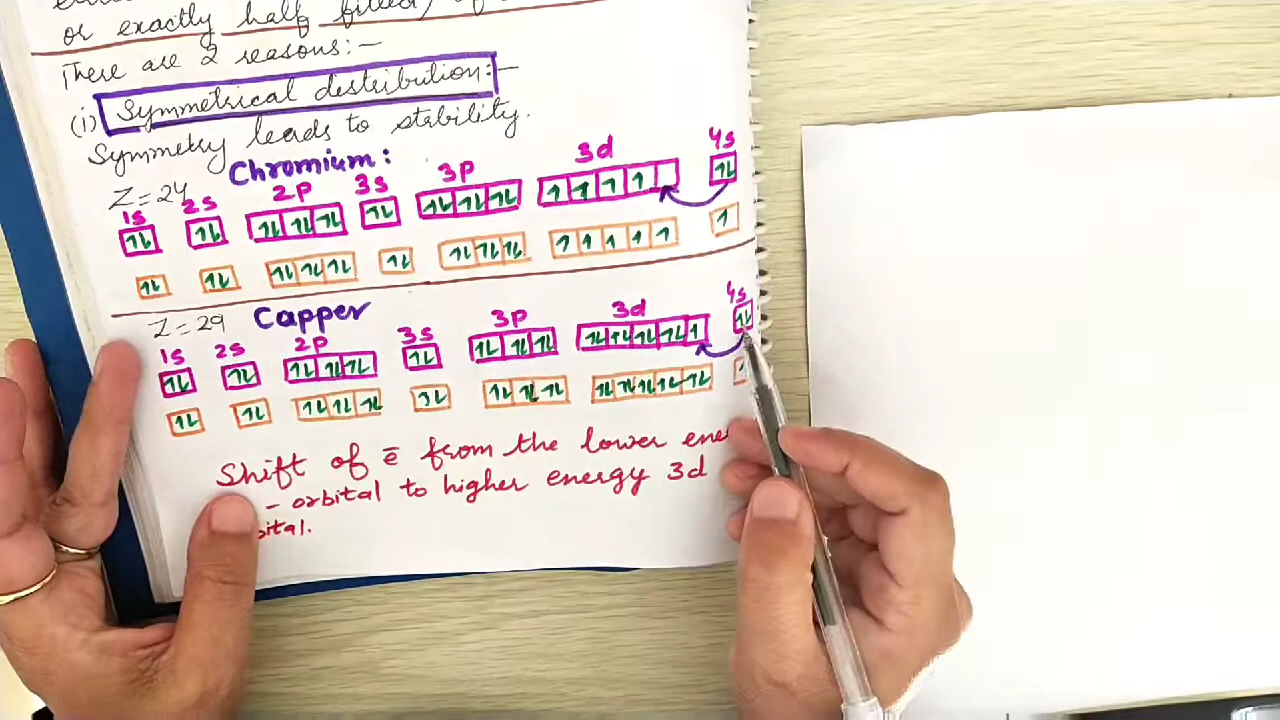 or exactly half filled
There are 2 reasons:-
(i) Symmetrical distribution:-
Symmetry leads to stability.
Chromium:
Z=24
1s 2s 2p 3s 3p 3d 4s
Z=29 Capper
1s 2s 2p 3s 3p 3d 4s
Shift of ē from the lower
- orbital to higher energy 3d